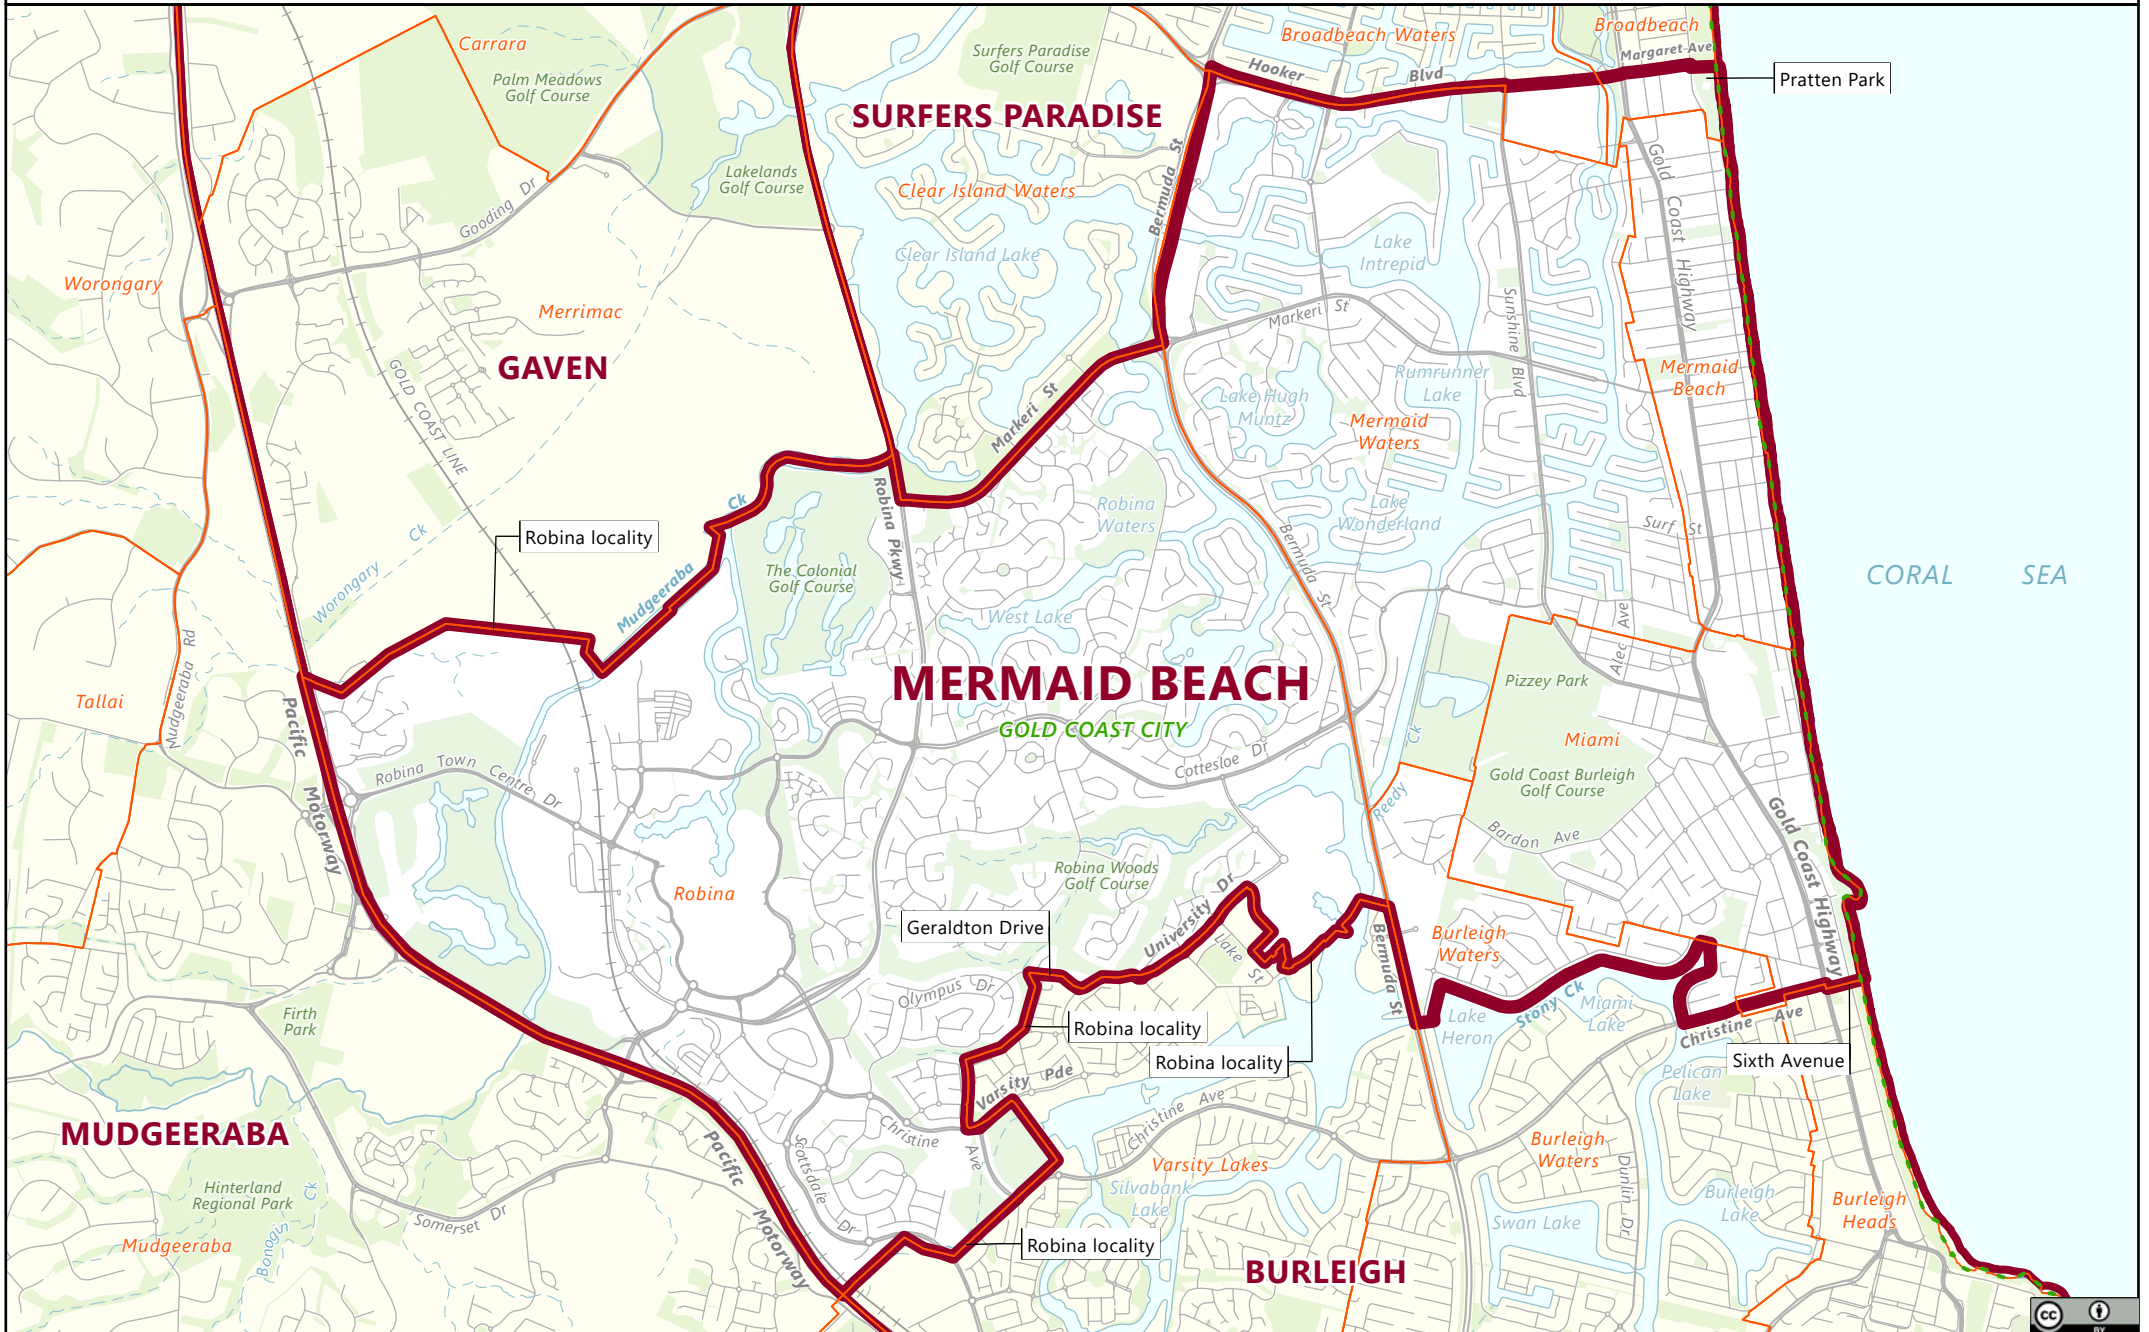 Carrara
Palm Meadows
Golf Course
Surfers Paradise
Golf Course
Broadbeach Waters
Broadbeach
Margaret Ave
Hooker
Blvd
Pratten Park
SURFERS PARADISE
Lakelands
Golf Course
Clear Island Waters
Bermuda St
Gooding Dr
Clear Island Lake
Lake
Intrepid
Gold Coast Highway
Worongary
Merrimac
Markeri St
Sunshine Blvd
GAVEN
GOLD COAST LINE
Markeri St
Lake Hugh
Muntz
Rumrunner
Lake
Mermaid
Waters
Mermaid
Beach
Robina locality
Ck
Ck
Robina Pkwy
Robina
Waters
Lake
Wonderland
Surf St
Worongary
Mudgeeraba
The Colonial
Golf Course
Bermuda St
CORAL SEA
West Lake
Alec Ave
Mudgeeraba Rd
Tallai
MERMAID BEACH
GOLD COAST CITY
Pizzey Park
Ck
Miami
Pacific
Motorway
Robina Town Centre Dr
Cottesloe Dr
Reedy
Gold Coast Burleigh
Golf Course
Bardon Ave
Gold Coast Highway
Robina
Robina Woods
Golf Course
University Dr
Geraldton Drive
Lake St
Burleigh
Waters
Bermuda St
Olympus Dr
Firth
Park
Robina locality
Robina locality
Lake
Heron
Stony Ck
Miami
Lake
Christine Ave
Sixth Avenue
Pelican
Lake
Varsity Pde
Christine Ave
MUDGEERABA
Pacific
Motorway
Scottsdale
Dr
Christine
Ave
Varsity Lakes
Silvabank
Lake
Burleigh
Waters
Dunlin Dr
Burleigh
Lake
Burleigh
Heads
Hinterland
Regional Park
Somerset Dr
Bonogin Ck
Mudgeeraba
Robina locality
Swan Lake
BURLEIGH
cc
BY